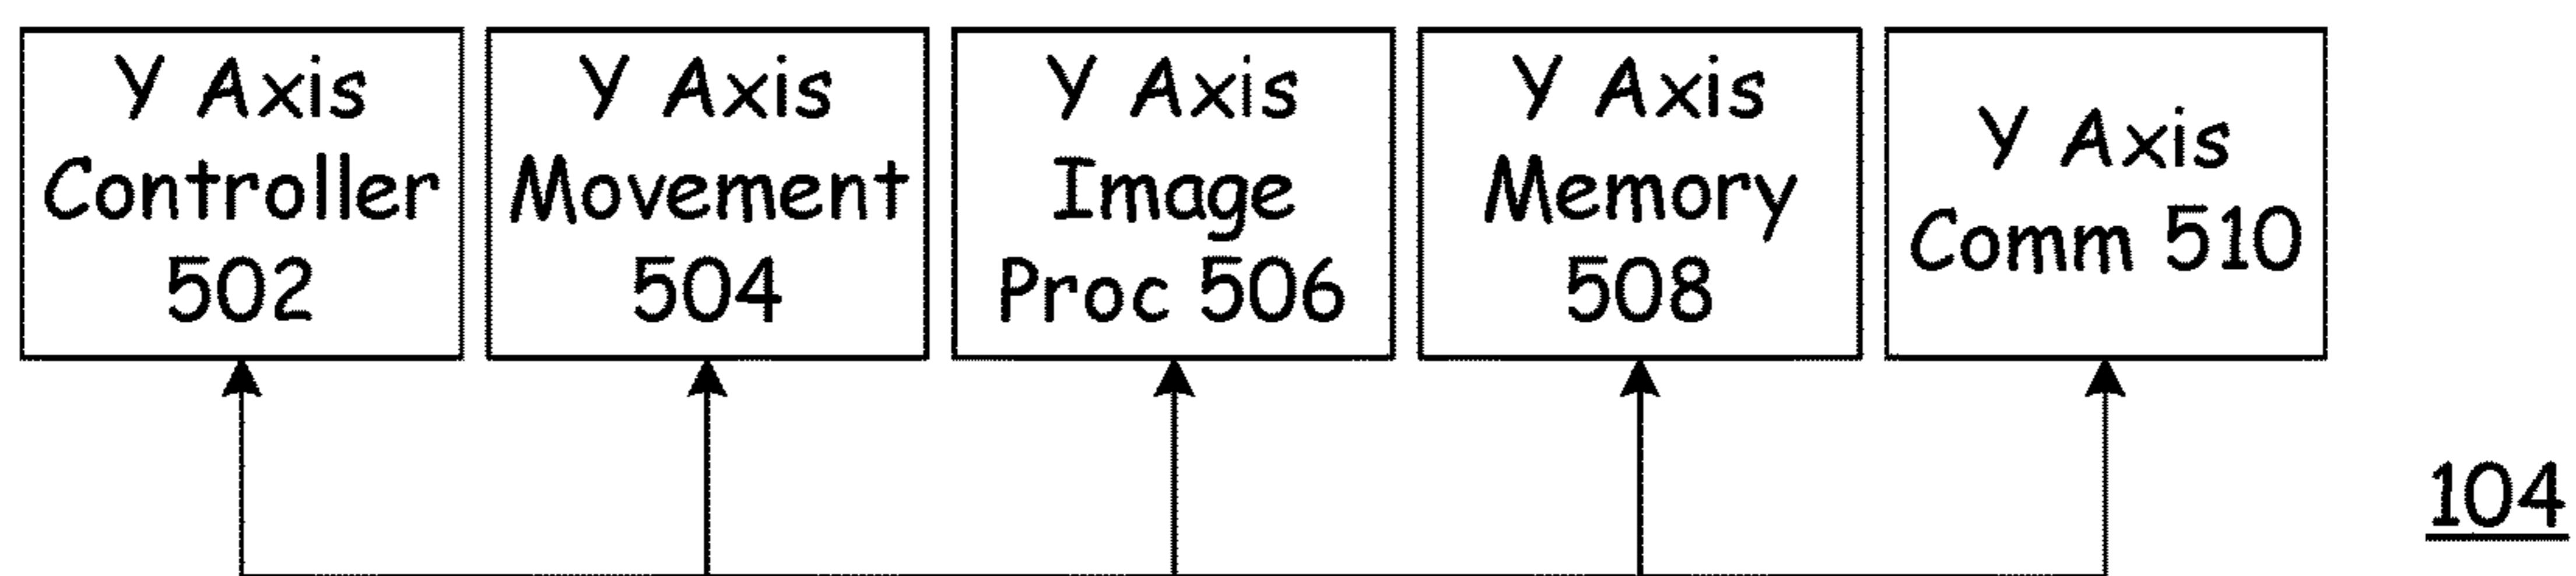 Y Axis
Controller
502
Y Axis
Movement
504
Y Axis
Image
Proc 506
Y Axis
Memory
508
Y Axis
Comm 510
104